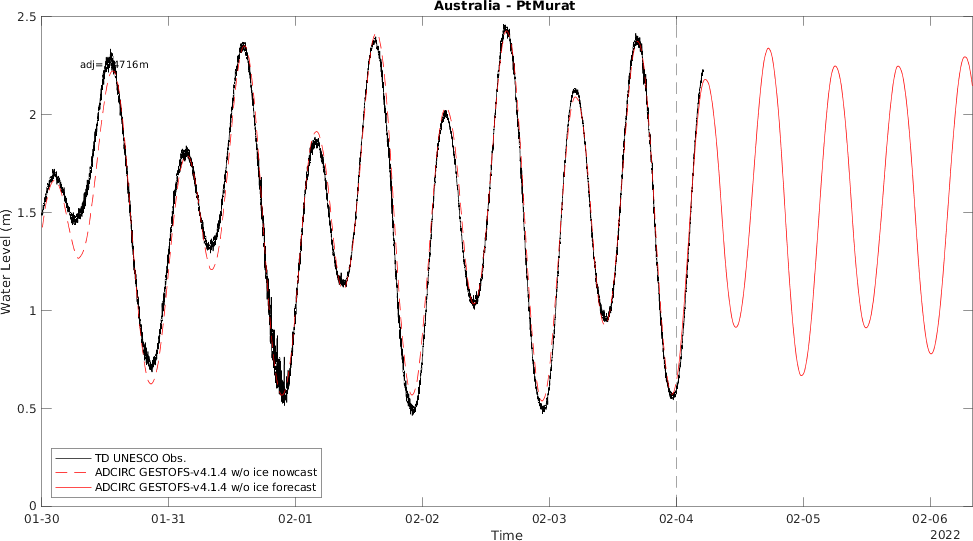 Australia - PtMurat
2.5
2
1.5
1
0.5
0
Water Level (m)
TD UNESCO Obs.
ADCIRC GESTOFS-v4.1.4 w/o ice nowcast
ADCIRC GESTOFS-v4.1.4 w/o ice forecast
01-30 01-31 02-01 02-02 02-03 02-04 02-05 02-06
Time
2022